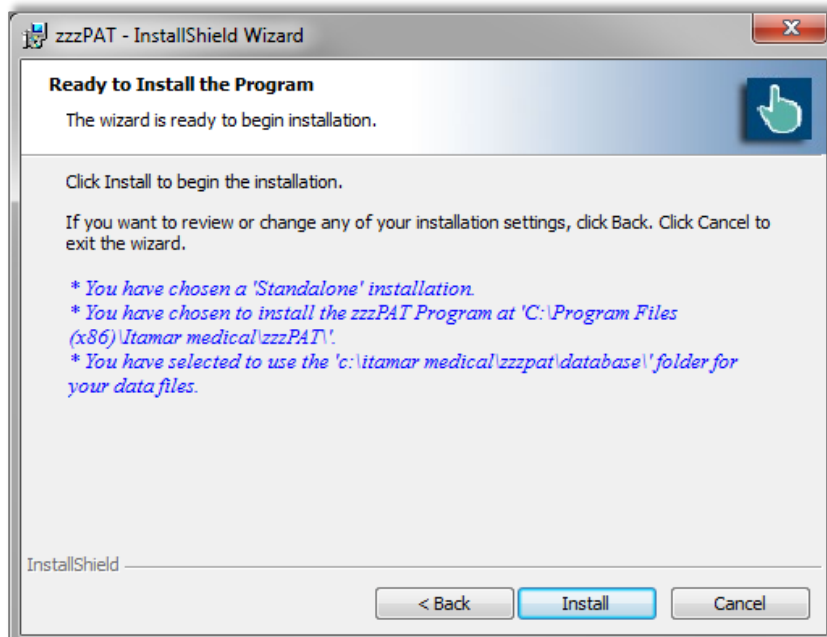 zzzPAT - InstallShield Wizard
Ready to Install the Program
The wizard is ready to begin installation.
Click Install to begin the installation.
If you want to review or change any of your installation settings, click Back. Click Cancel to
exit the wizard.
* You have chosen a 'Standalone' installation.
* You have chosen to install the zzzPAT Program at 'C:\Program Files
(x86)\Itamar medical\zzzPAT\'.
* You have selected to use the 'c:\itamar medical\zzzpat\database\' folder for
your data files.
InstallShield
< Back
Install
Cancel